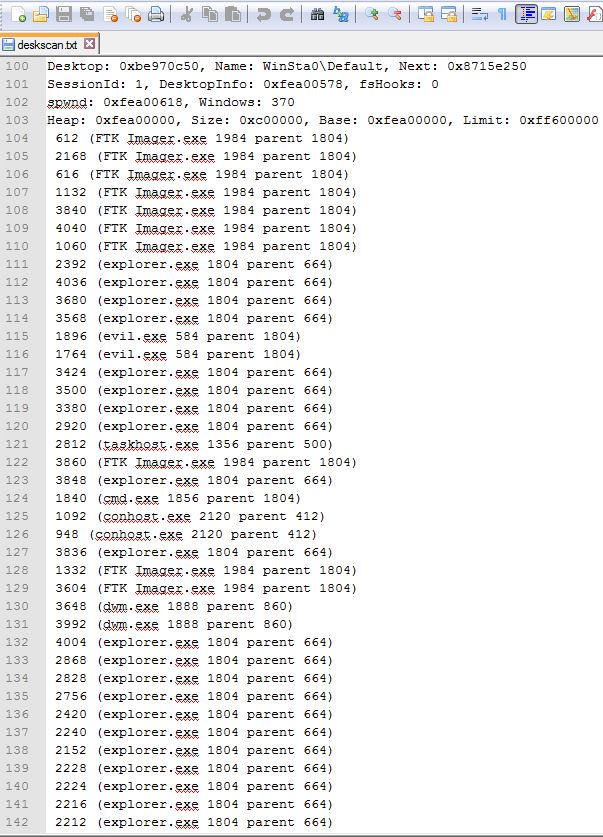 deskscan.txt
100 Desktop: 0xbe970c50, Name: WinSta0\Default, Next: 0x8715e250
101 SessionId: 1, DesktopInfo: 0xfea00578, fsHooks: 0
102 spwnd: 0xfea00618, Windows: 370
103 Heap: 0xfea00000, Size: 0xc00000, Base: 0xfea00000, Limit: 0xff600000
104 612 (FTK Imager.exe 1984 parent 1804)
105 2168 (FTK Imager.exe 1984 parent 1804)
106 616 (FTK Imager.exe 1984 parent 1804)
107 1132 (FTK Imager.exe 1984 parent 1804)
108 3840 (FTK Imager.exe 1984 parent 1804)
109 4040 (FTK Imager.exe 1984 parent 1804)
110 1060 (FTK Imager.exe 1984 parent 1804)
111 2392 (explorer.exe 1804 parent 664)
112 4036 (explorer.exe 1804 parent 664)
113 3680 (explorer.exe 1804 parent 664)
114 3568 (explorer.exe 1804 parent 664)
115 1896 (evil.exe 584 parent 1804)
116 1764 (evil.exe 584 parent 1804)
117 3424 (explorer.exe 1804 parent 664)
118 3500 (explorer.exe 1804 parent 664)
119 3380 (explorer.exe 1804 parent 664)
120 2920 (explorer.exe 1804 parent 664)
121 2812 (taskhost.exe 1356 parent 500)
122 3860 (FTK Imager.exe 1984 parent 1804)
123 3848 (explorer.exe 1804 parent 664)
124 1840 (cmd.exe 1856 parent 1804)
125 1092 (conhost.exe 2120 parent 412)
126 948 (conhost.exe 2120 parent 412)
127 3836 (explorer.exe 1804 parent 664)
128 1332 (FTK Imager.exe 1984 parent 1804)
129 3604 (FTK Imager.exe 1984 parent 1804)
130 3648 (dwm.exe 1888 parent 860)
131 3992 (dwm.exe 1888 parent 860)
132 4004 (explorer.exe 1804 parent 664)
133 2868 (explorer.exe 1804 parent 664)
134 2828 (explorer.exe 1804 parent 664)
135 2756 (explorer.exe 1804 parent 664)
136 2420 (explorer.exe 1804 parent 664)
137 2240 (explorer.exe 1804 parent 664)
138 2152 (explorer.exe 1804 parent 664)
139 2228 (explorer.exe 1804 parent 664)
140 2224 (explorer.exe 1804 parent 664)
141 2216 (explorer.exe 1804 parent 664)
142 2212 (explorer.exe 1804 parent 664)